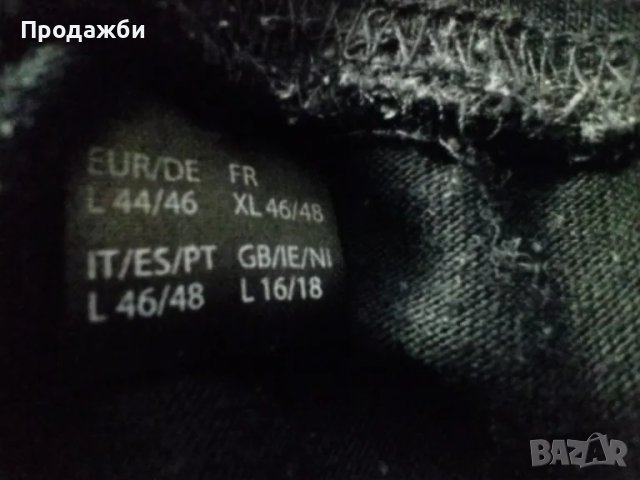 Продажби
EUR/DE FR
L 44/46 XL 46/48
IT/ES/PT GB/IE/NI
L 46/48 L 16/18
BAZAR